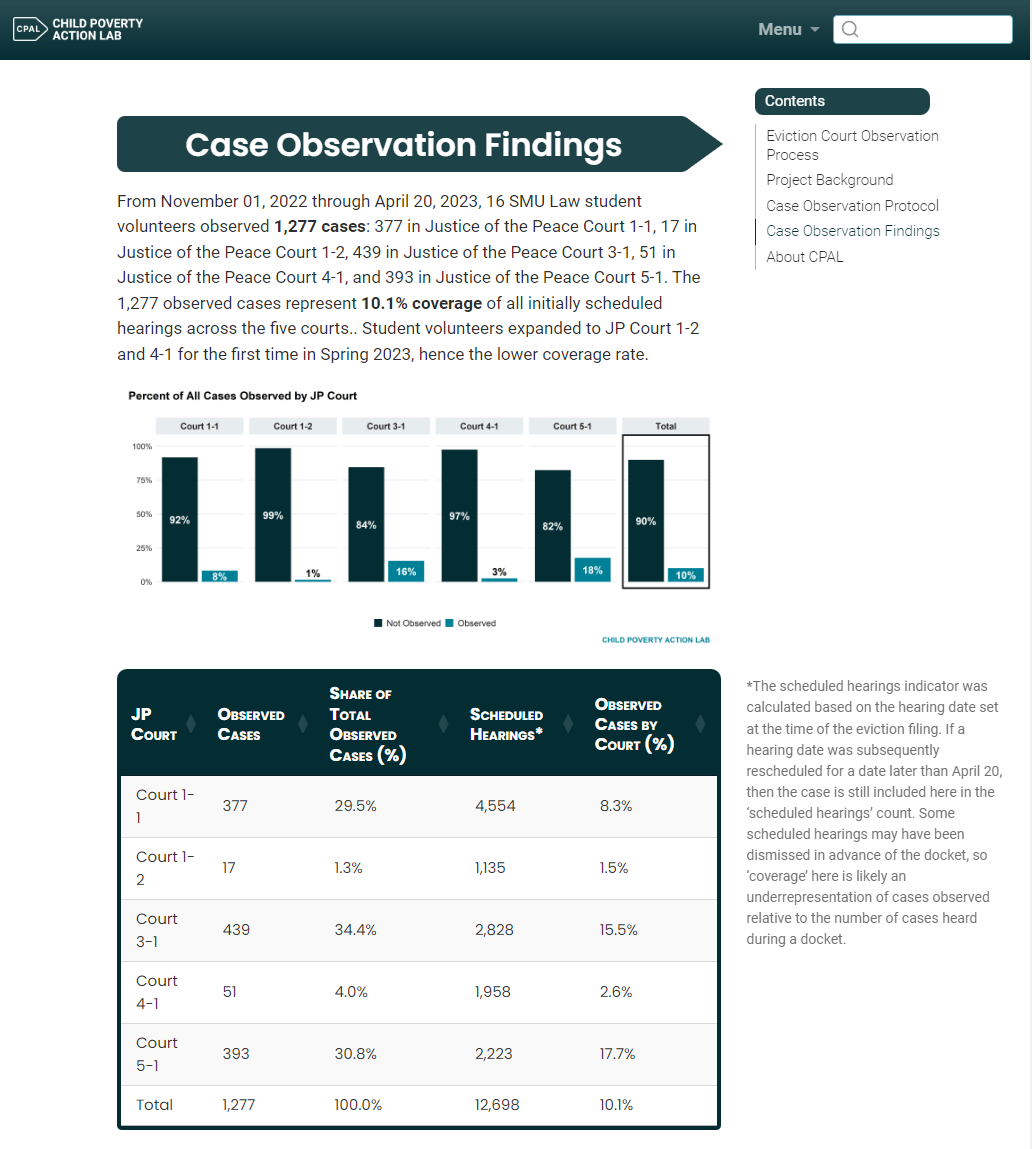 CPAL
CHILD POVERTY
ACTION LAB
Menu
Contents
Eviction Court Observation
Process
Project Background
Case Observation Protocol
Case Observation Findings
About CPAL
Case Observation Findings
From November 01, 2022 through April 20, 2023, 16 SMU Law student
volunteers observed 1,277 cases: 377 in Justice of the Peace Court 1-1, 17 in
Justice of the Peace Court 1-2, 439 in Justice of the Peace Court 3-1, 51 in
Justice of the Peace Court 4-1, and 393 in Justice of the Peace Court 5-1. The
1,277 observed cases represent 10.1% coverage of all initially scheduled
hearings across the five courts.. Student volunteers expanded to JP Court 1-2
and 4-1 for the first time in Spring 2023, hence the lower coverage rate.
Percent of All Cases Observed by JP Court
Court 1-1 Court 1-2 Court 3-1 Court 4-1 Court 5-1 Total
100%
75%
50%
25%
0%
92% 8% 99% 1% 84% 16% 97% 3% 82% 18% 90% 10%
Not Observed Observed
CHILD POVERTY ACTION LAB
JP Court Observed Cases Share of Total Observed Cases (%) Scheduled Hearings* Observed Cases by Court (%)
Court 1-1 377 29.5% 4,554 8.3%
Court 1-2 17 1.3% 1,135 1.5%
Court 3-1 439 34.4% 2,828 15.5%
Court 4-1 51 4.0% 1,958 2.6%
Court 5-1 393 30.8% 2,223 17.7%
Total 1,277 100.0% 12,698 10.1%
*The scheduled hearings indicator was
calculated based on the hearing date set
at the time of the eviction filing. If a
hearing date was subsequently
rescheduled for a date later than April 20,
then the case is still included here in the
‘scheduled hearings’ count. Some
scheduled hearings may have been
dismissed in advance of the docket, so
‘coverage’ here is likely an
underrepresentation of cases observed
relative to the number of cases heard
during a docket.